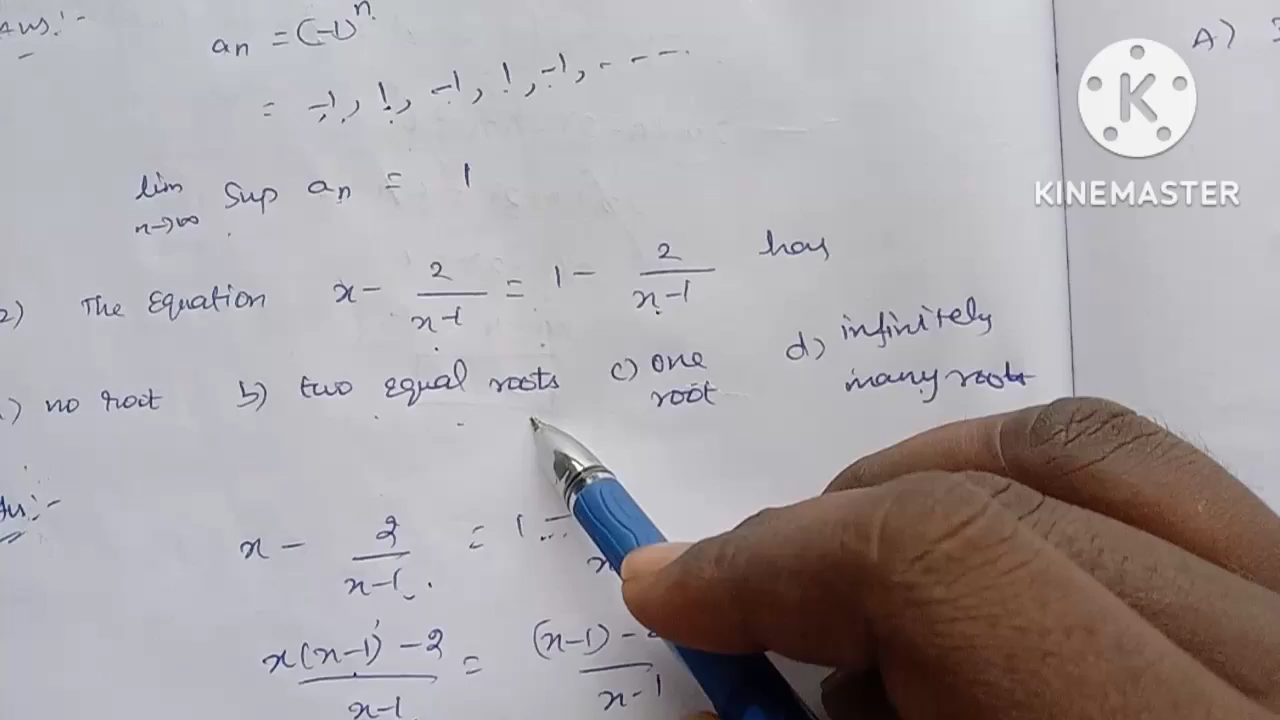 Ans:-
aₙ = (-1)ⁿ
= -1, 1, -1, 1, -1, - - -
lim n→∞ Sup aₙ = 1
2) The Equation x - 2/(x-1) = 1 - 2/(x-1) has
) no root b) two equal roots c) one root d) infinitely many roots
Ans:-
x - 2/(x-1) = 1 -
(x(x-1) - 2)/(x-1) = ((x-1) - 2)/(x-1)
A)
K
KINEMASTER